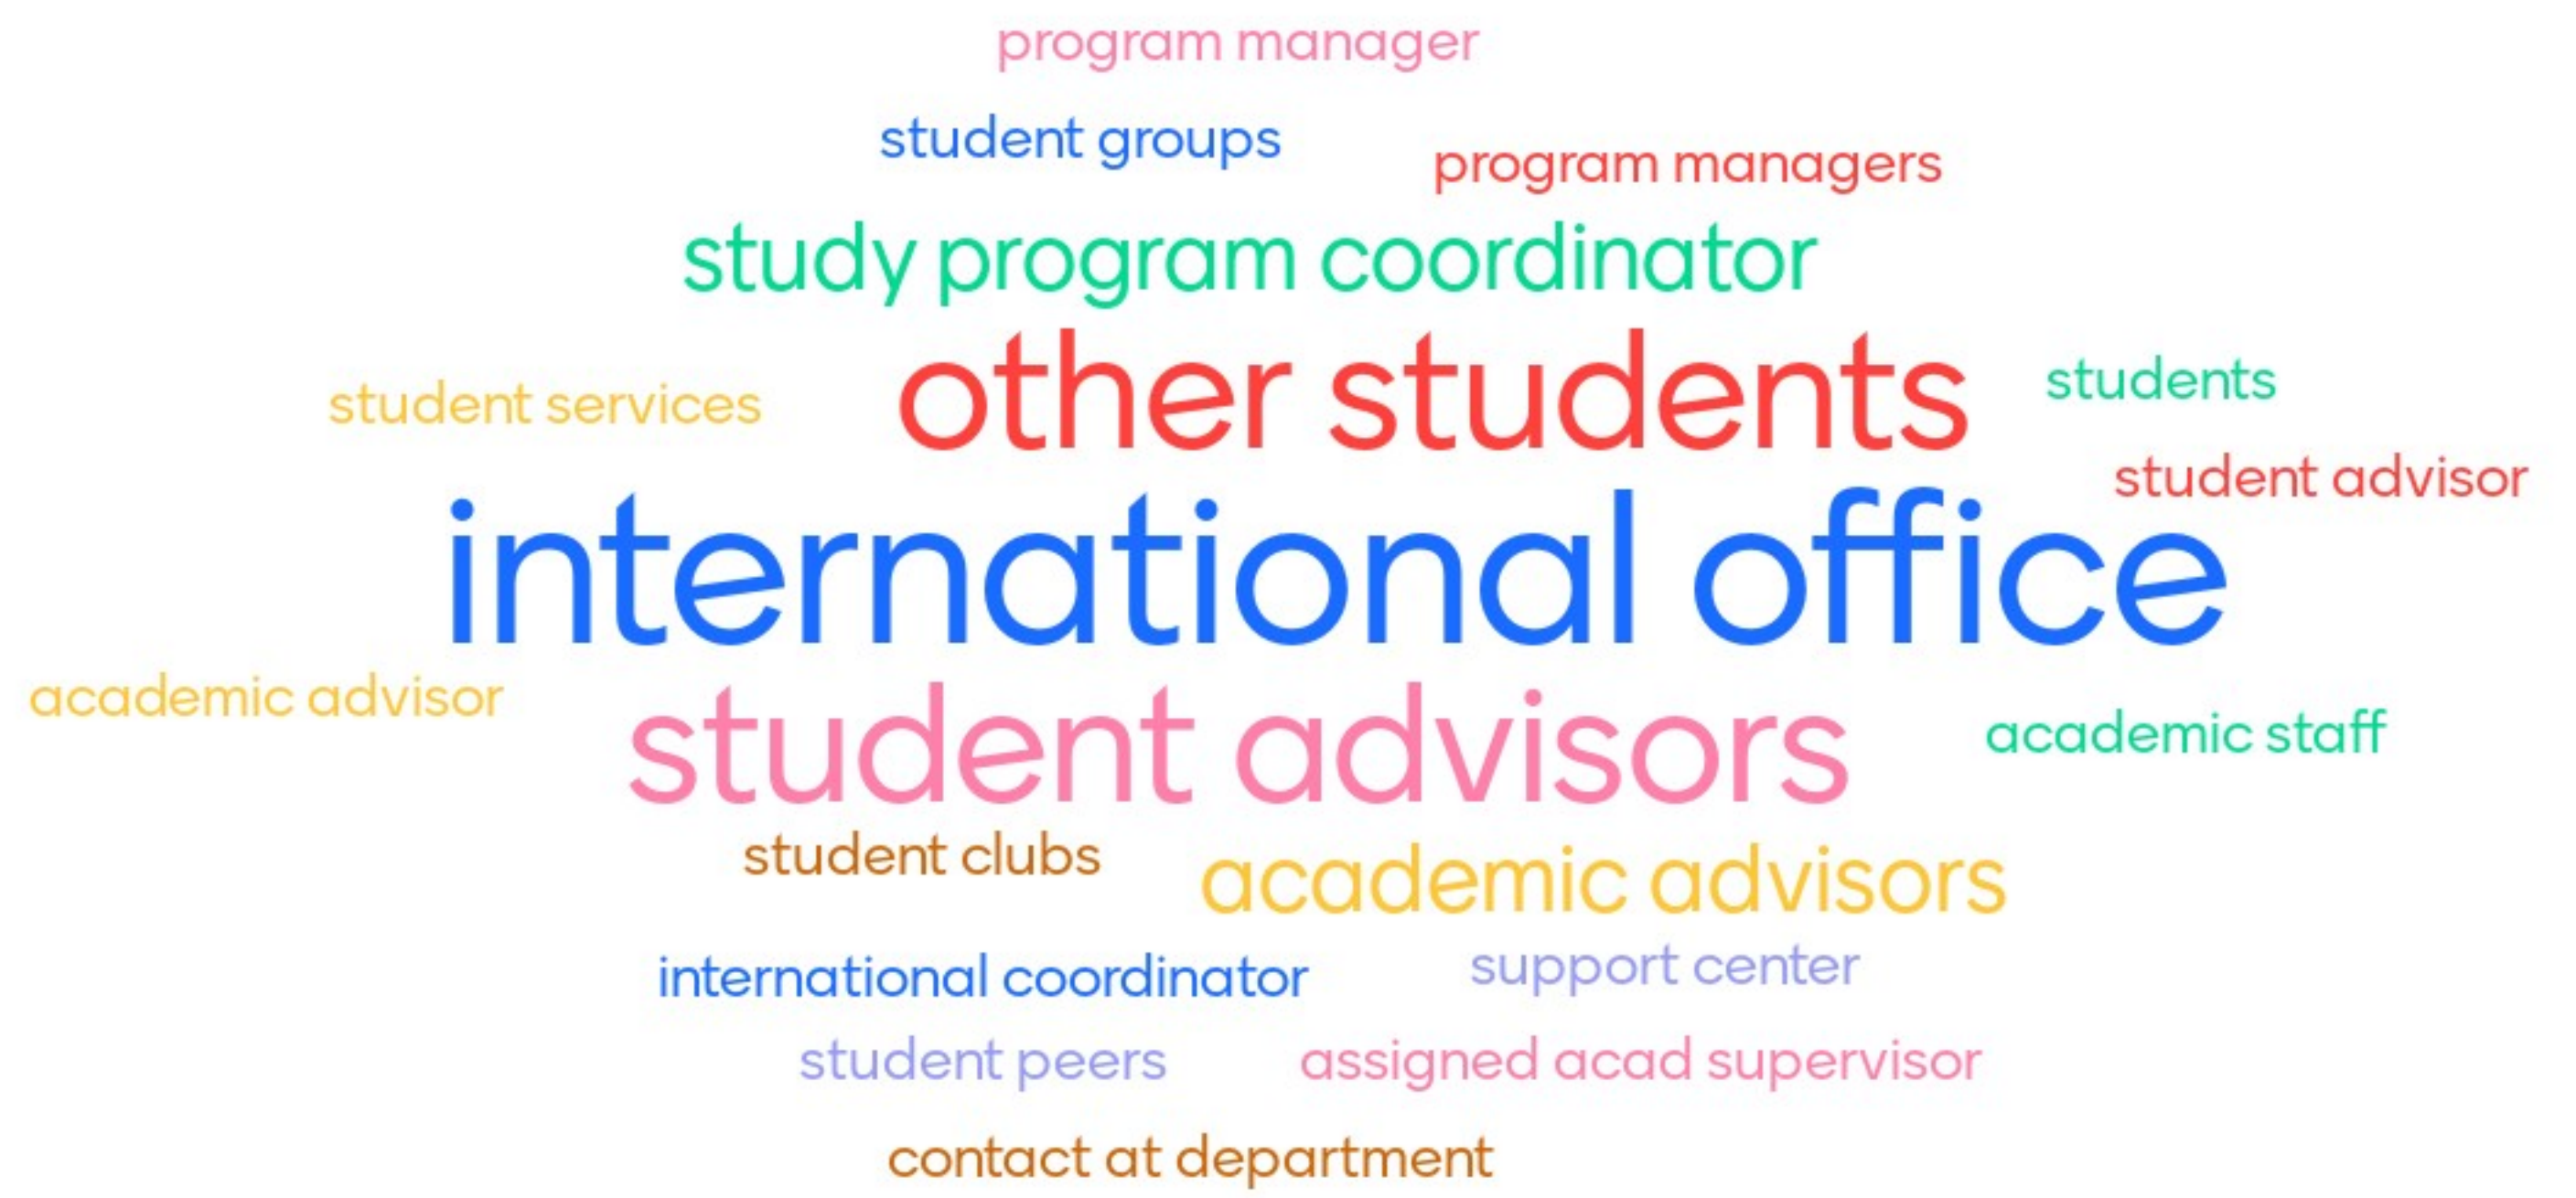 program manager
student groups
program managers
study program coordinator
other students
students
student services
student advisor
international office
academic advisor
student advisors
academic staff
student clubs
academic advisors
international coordinator
support center
student peers
assigned acad supervisor
contact at department